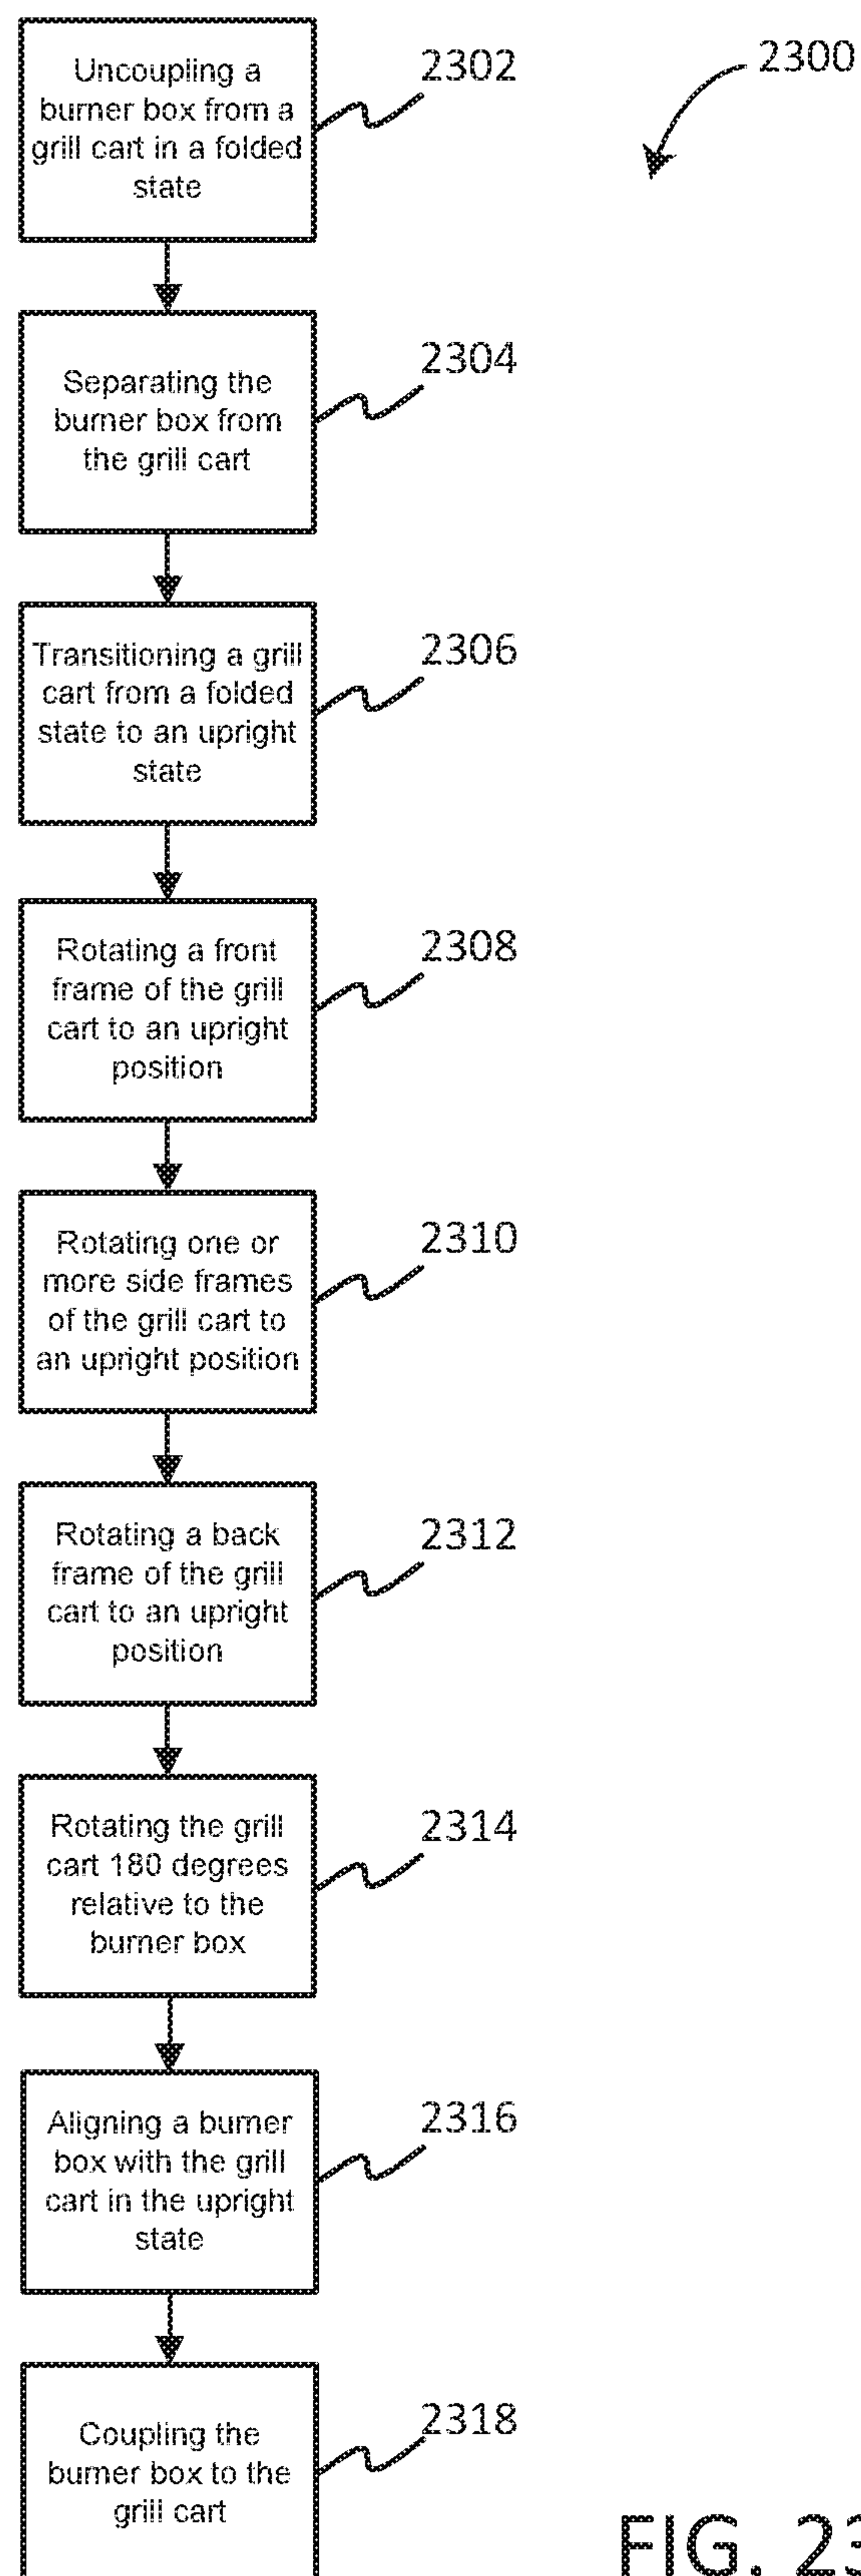 Uncoupling a
burner box from a
grill cart in a folded
state
2302
2300
Separating the
burner box from
the grill cart
2304
Transitioning a grill
cart from a folded
state to an upright
state
2306
Rotating a front
frame of the grill
cart to an upright
position
2308
Rotating one or
more side frames
of the grill cart to
an upright position
2310
Rotating a back
frame of the grill
cart to an upright
position
2312
Rotating the grill
cart 180 degrees
relative to the
burner box
2314
Aligning a burner
box with the grill
cart in the upright
state
2316
Coupling the
burner box to the
grill cart
2318
FIG. 23